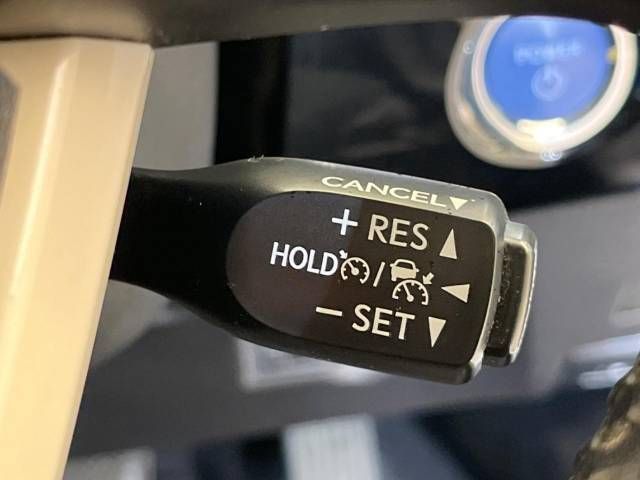 POWER
CANCEL▼
+ RES ▲
HOLD / ◀
− SET ▼